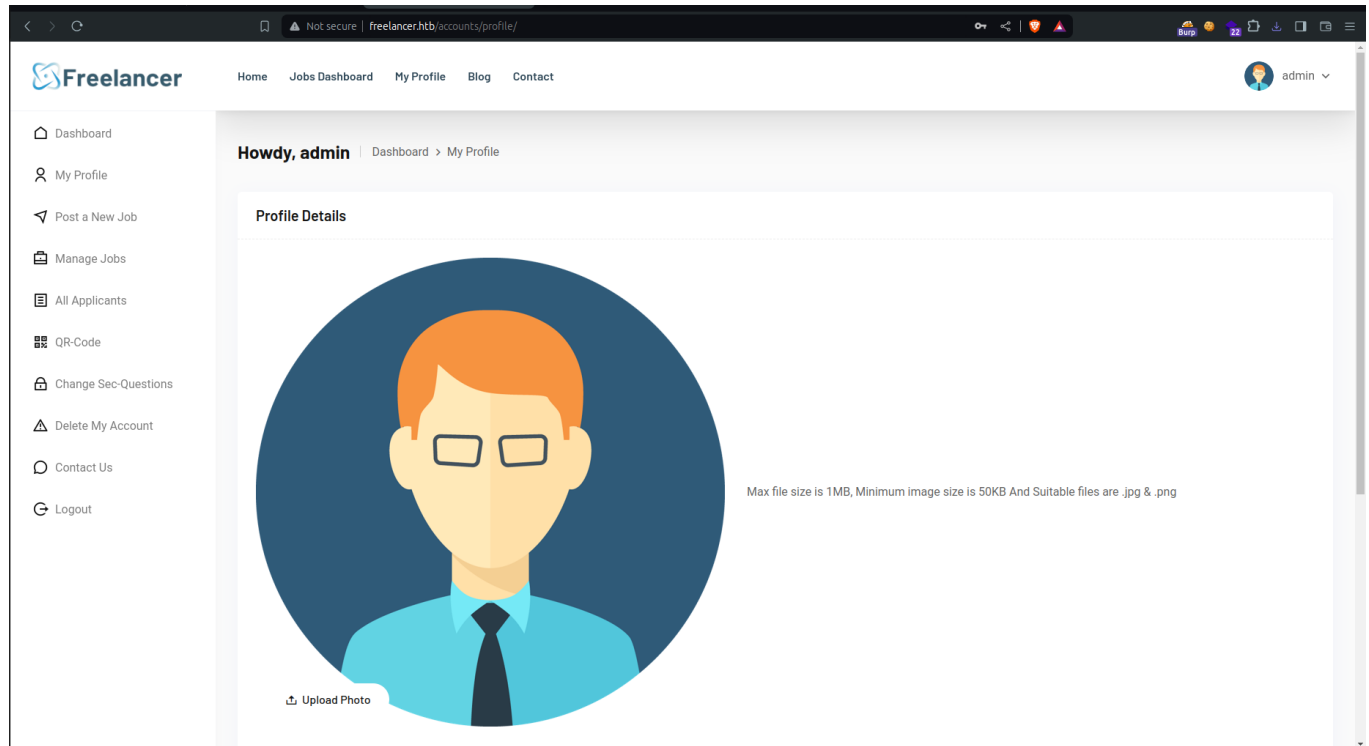 Not secure | freelancer.htb/accounts/profile/
Burp
22
Freelancer
Home Jobs Dashboard My Profile Blog Contact
admin
Dashboard
My Profile
Post a New Job
Manage Jobs
All Applicants
QR-Code
Change Sec-Questions
Delete My Account
Contact Us
Logout
Howdy, admin Dashboard > My Profile
Profile Details
Max file size is 1MB, Minimum image size is 50KB And Suitable files are .jpg & .png
Upload Photo